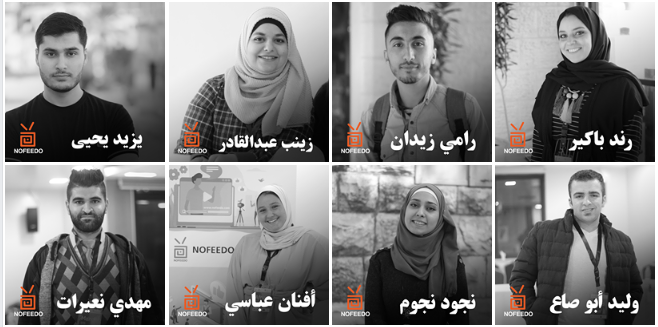 يزيد يحيى
NOFEEDO
زينب عبدالقادر
NOFEEDO
رامي زيدان
NOFEEDO
رند باكير
NOFEEDO
مهدي نعيرات
NOFEEDO
NOFEEDO
أفنان عباسي
NOFEEDO
نجود نجوم
NOFEEDO
وليد أبو صاع
NOFEEDO